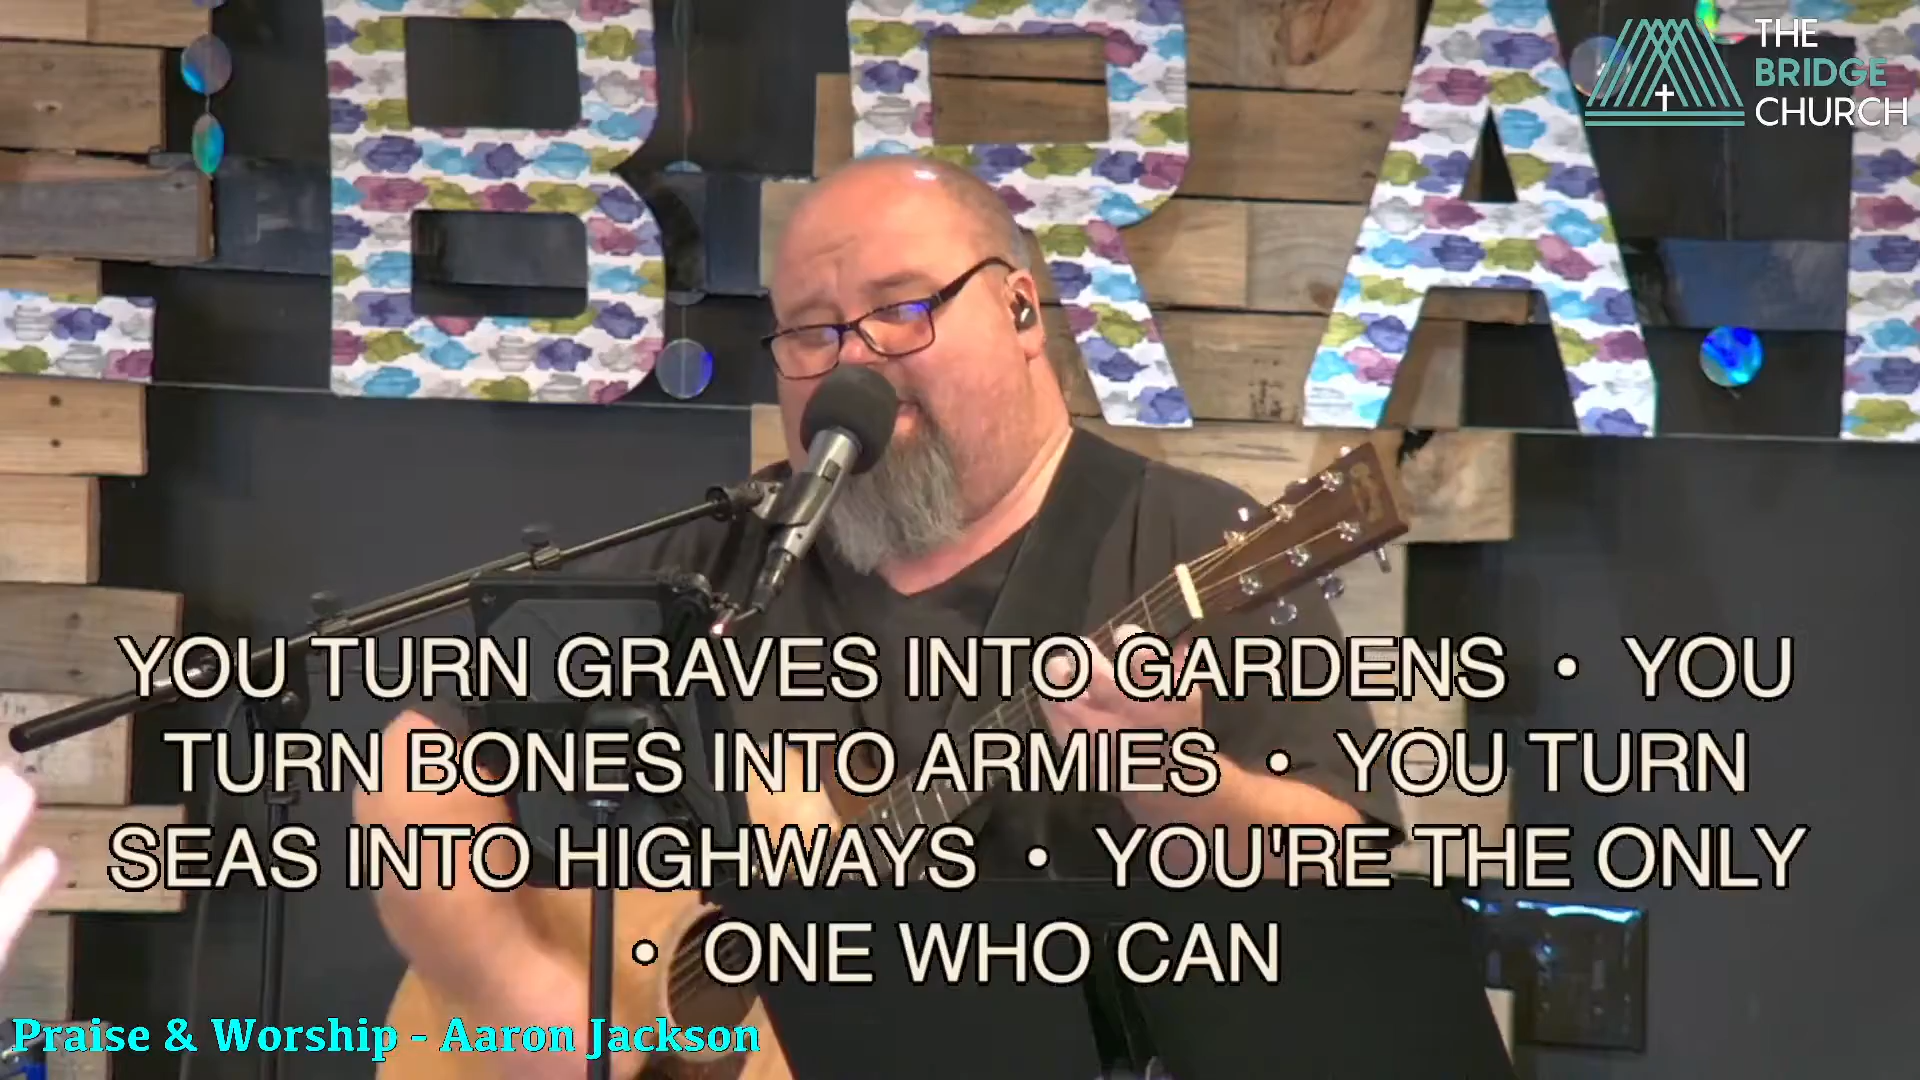 THE
BRIDGE
CHURCH
BRA
YOU TURN GRAVES INTO GARDENS • YOU
TURN BONES INTO ARMIES • YOU TURN
SEAS INTO HIGHWAYS • YOU'RE THE ONLY
• ONE WHO CAN
Praise & Worship - Aaron Jackson